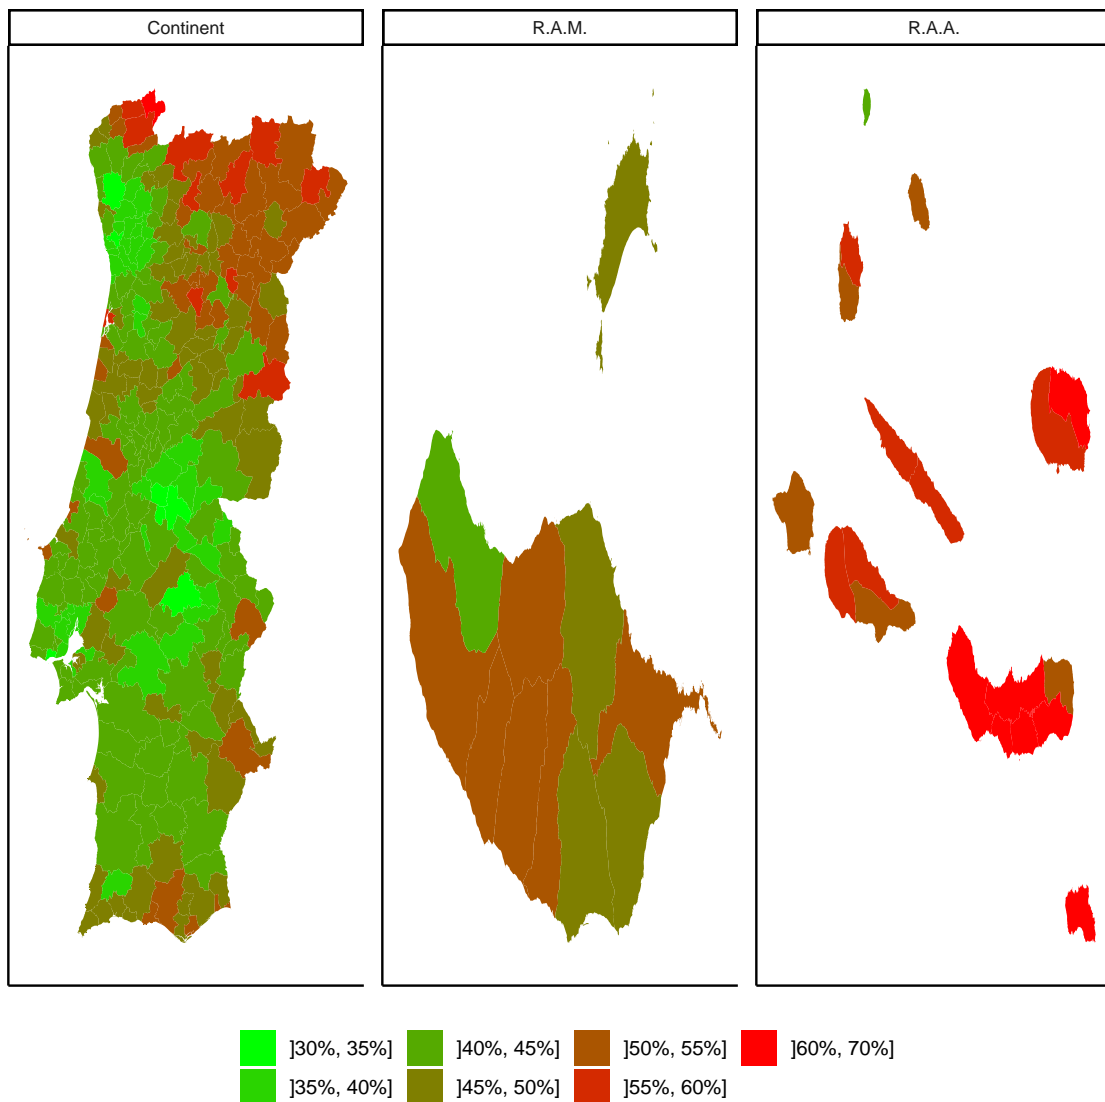 Continent
R.A.M.
R.A.A.
]30%, 35%] ]40%, 45%] ]50%, 55%] ]60%, 70%]
]35%, 40%] ]45%, 50%] ]55%, 60%]